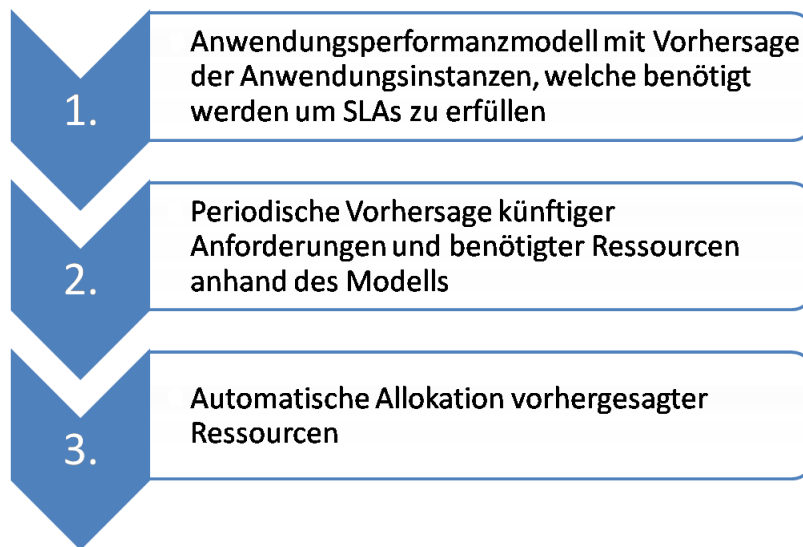 1.
Anwendungsperformanzmodell mit Vorhersage
der Anwendungsinstanzen, welche benötigt
werden um SLAs zu erfüllen
2.
Periodische Vorhersage künftiger
Anforderungen und benötigter Ressourcen
anhand des Modells
3.
Automatische Allokation vorhergesagter
Ressourcen